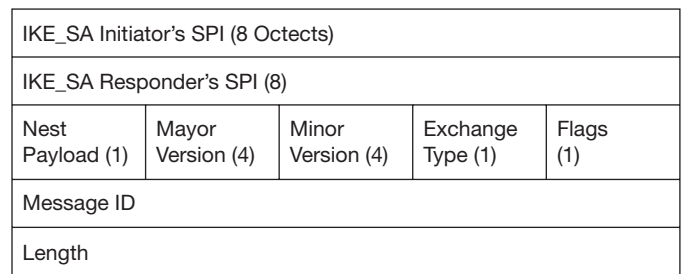 IKE_SA Initiator's SPI (8 Octects)
IKE_SA Responder's SPI (8)
Nest
Payload (1)
Mayor
Version (4)
Minor
Version (4)
Exchange
Type (1)
Flags
(1)
Message ID
Length